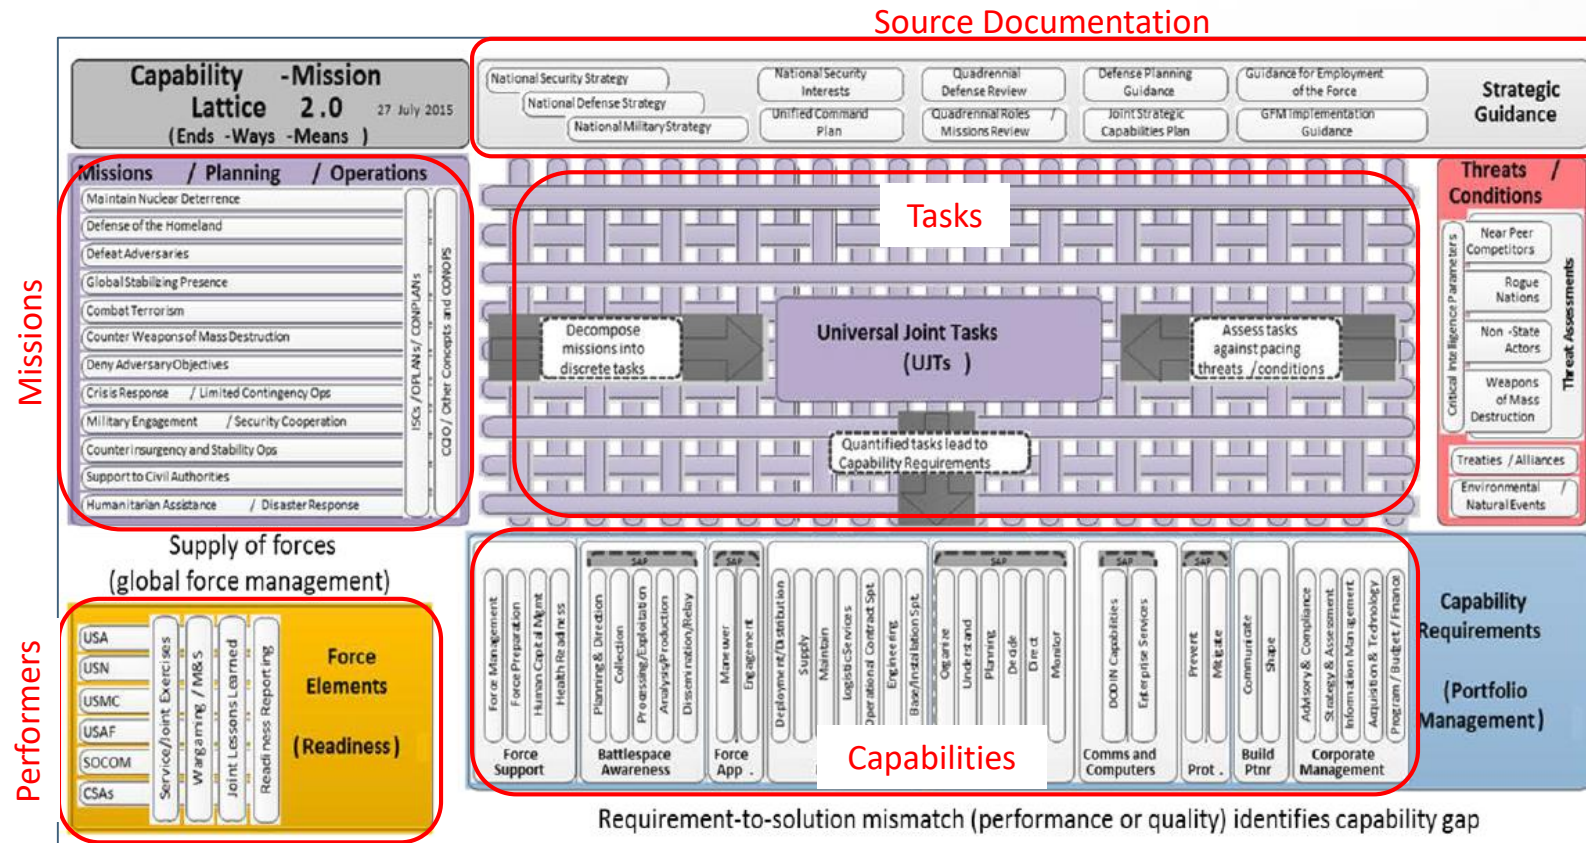 Source Documentation
Capability -Mission
Lattice 2.0 27 July 2015
(Ends -Ways -Means )
National Security Strategy
National Defense Strategy
National Military Strategy
National Security
Interests
Unified Command
Plan
Quadrennial
Defense Review
Quadrennial Roles /
Missions Review
Defense Planning
Guidance
Joint Strategic
Capabilities Plan
Guidance for Employment
of the Force
GFM Implementation
Guidance
Strategic
Guidance
Missions
Missions / Planning / Operations
Maintain Nuclear Deterrence
Defense of the Homeland
Defeat Adversaries
Global Stabilizing Presence
Combat Terrorism
Counter Weapons of Mass Destruction
Deny Adversary Objectives
Crisis Response / Limited Contingency Ops
Military Engagement / Security Cooperation
Counterinsurgency and Stability Ops
Support to Civil Authorities
Humanitarian Assistance / Disaster Response
ISCs / OPLANs / CONPLANs
CCJO / Other Concepts and CONOPS
Tasks
Decompose
missions into
discrete tasks
Universal Joint Tasks
(UJTs )
Assess tasks
against pacing
threats / conditions
Quantified tasks lead to
Capability Requirements
Threats /
Conditions
Critical Intelligence Parameters
Near Peer
Competitors
Rogue
Nations
Non -State
Actors
Weapons
of Mass
Destruction
Threat Assessments
Treaties / Alliances
Environmental /
Natural Events
Supply of forces
(global force management)
Performers
USA
USN
USMC
USAF
SOCOM
CSAs
Service/Joint Exercises
Wargaming / M&S
Joint Lessons Learned
Readiness Reporting
Force
Elements
(Readiness )
Force Management
Force Preparation
Human Capital Mgmt
Health Readiness
Force
Support
SAP
Planning & Direction
Collection
Processing/Exploitation
Analysis/Production
Dissemination/Relay
Battlespace
Awareness
SAP
Maneuver
Engagement
Force
App .
Deployment/Distribution
Supply
Maintain
Logistic Services
Operational Contract Spt.
Engineering
Base/Installation Spt.
SAP
Organize
Understand
Planning
Decide
Direct
Monitor
Capabilities
SAP
DODIN Capabilities
Enterprise Services
Comms and
Computers
SAP
Prevent
Mitigate
Prot .
Communicate
Shape
Build
Ptnr
Advisory & Compliance
Strategy & Assessment
Information Management
Acquisition & Technology
Program / Budget / Finance
Corporate
Management
Capability
Requirements
(Portfolio
Management )
Requirement-to-solution mismatch (performance or quality) identifies capability gap